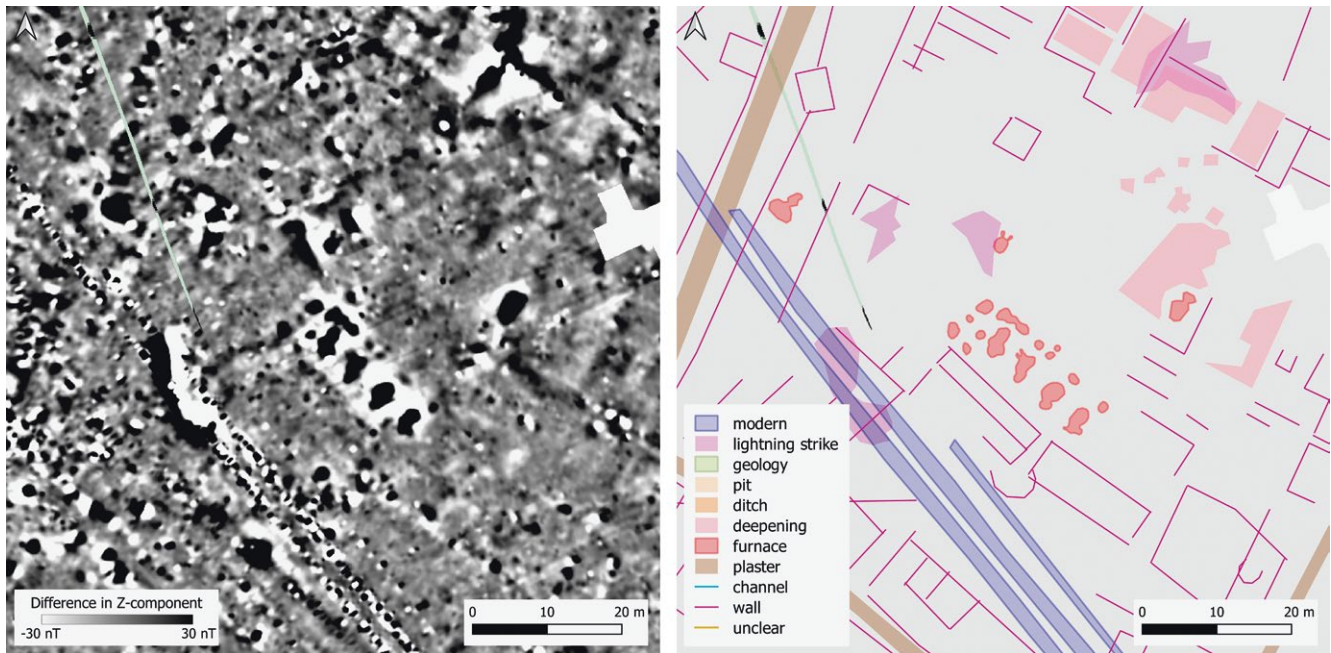 Difference in Z-component
-30 nT 30 nT
0 10 20 m
modern
lightning strike
geology
pit
ditch
deepening
furnace
plaster
channel
wall
unclear
0 10 20 m